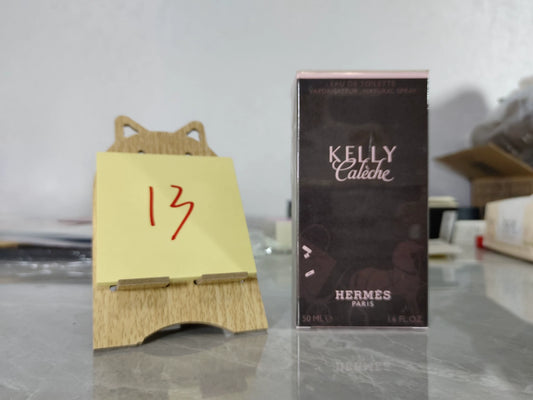 13
EAU DE TOILETTE
VAPORISATEUR NATURAL SPRAY
KELLY
Calèche
HERMÈS
PARIS
50 ML e 1.6 FL.OZ.